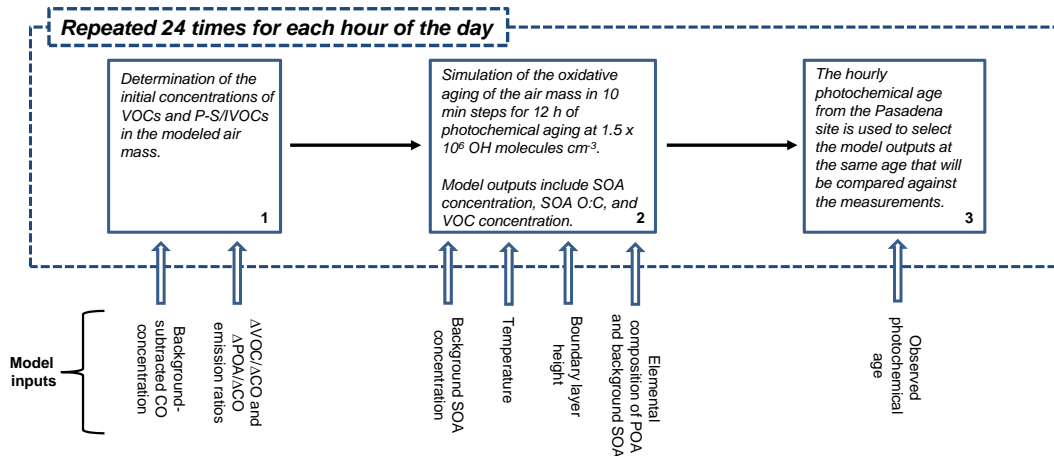 Repeated 24 times for each hour of the day
Determination of the
initial concentrations of
VOCs and P-S/IVOCs
in the modeled air
mass.
1
Simulation of the oxidative
aging of the air mass in 10
min steps for 12 h of
photochemical aging at 1.5 x
10⁶ OH molecules cm⁻³.
Model outputs include SOA
concentration, SOA O:C, and
VOC concentration.
2
The hourly
photochemical age
from the Pasadena
site is used to select
the model outputs at
the same age that will
be compared against
the measurements.
3
Model
inputs
Background-
subtracted CO
concentration
ΔVOC/ΔCO and
ΔPOA/ΔCO
emission ratios
Background SOA
concentration
Temperature
Boundary layer
height
Elemental
composition of POA
and background SOA
Observed
photochemical
age